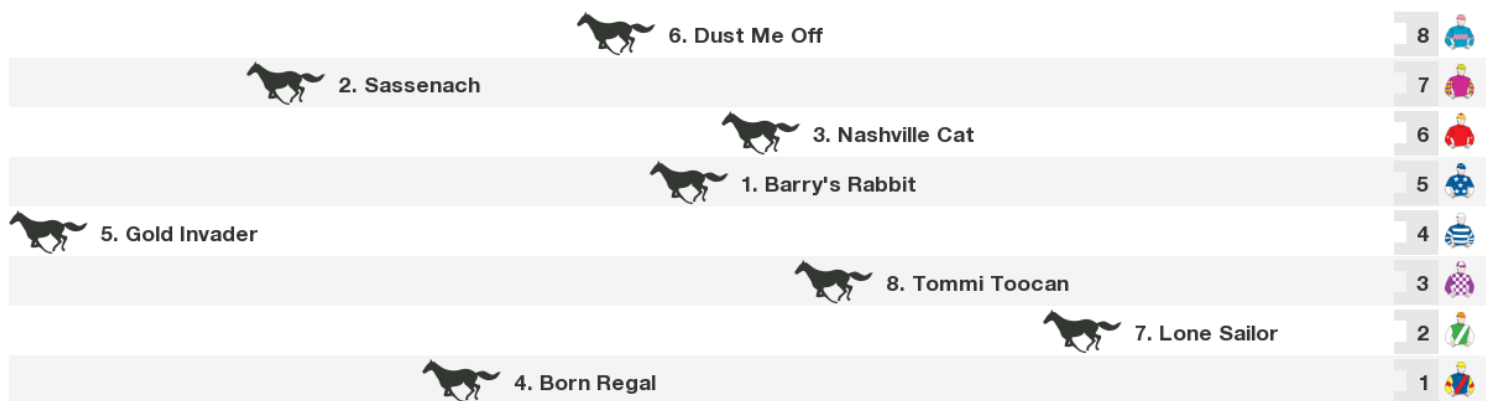 6. Dust Me Off 8
2. Sassenach 7
3. Nashville Cat 6
1. Barry's Rabbit 5
5. Gold Invader 4
8. Tommi Toocan 3
7. Lone Sailor 2
4. Born Regal 1